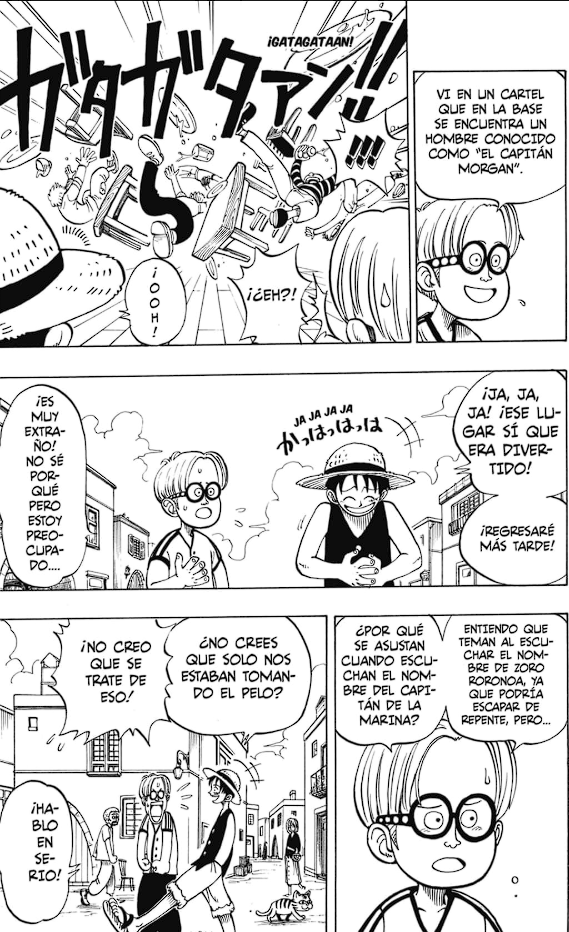 VI EN UN CARTEL
QUE EN LA BASE
SE ENCUENTRA UN
HOMBRE CONOCIDO
COMO "EL CAPITÁN
MORGAN".
¡GATAGATAAN!
ガタガタアン!!
!!!
¡¿EH?!
¡OOH!
¡JA, JA,
JA! ¡ESE LU-
GAR SÍ QUE
ERA DIVER-
TIDO!
¡REGRESARÉ
MÁS TARDE!
JA JA JA JA
かっはっはっは
¡ES
MUY
EXTRA-
ÑO!
NO SÉ
POR-
QUÉ
PERO
ESTOY
PREO-
CUPA-
DO....
ENTIENDO QUE
TEMAN AL ESCU-
CHAR EL NOM-
BRE DE ZORO
RORONOA, YA
QUE PODRÍA
ESCAPAR DE
REPENTE, PERO...
¿POR QUÉ
SE ASUSTAN
CUANDO ESCU-
CHAN EL NOM-
BRE DEL CAPI-
TÁN DE LA
MARINA?
¿NO CREES
QUE SOLO NOS
ESTABAN TOMAN-
DO EL PELO?
¡NO CREO
QUE SE
TRATE DE
ESO!
¡HA-
BLO
EN
SE-
RIO!